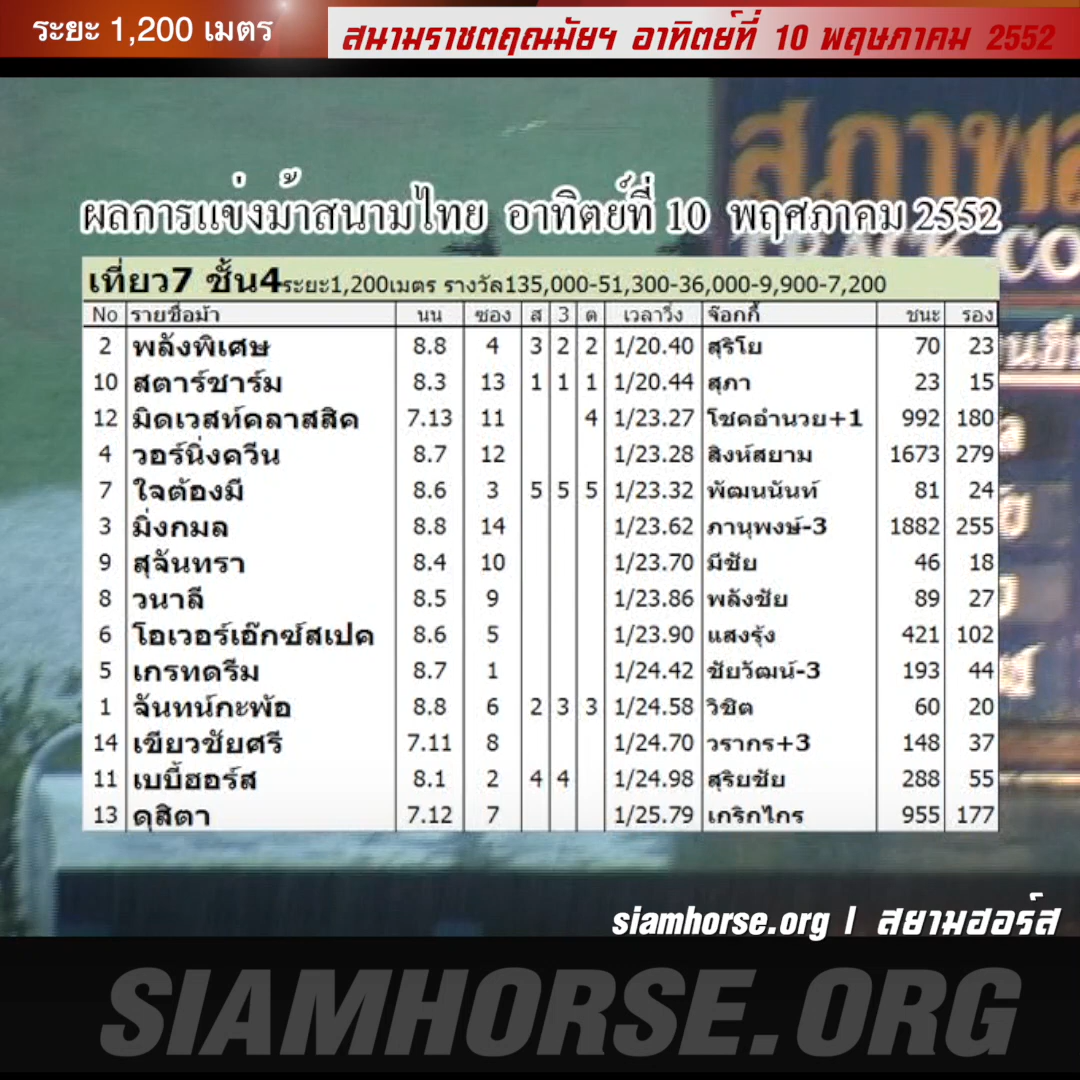 ระยะ 1,200 เมตร
สนามราชตฤณมัยฯ อาทิตย์ที่ 10 พฤษภาคม 2552
สภาพส
TRACK CO
ผลการแข่งม้าสนามไทย อาทิตย์ที่ 10 พฤศภาคม 2552
เที่ยว7 ชั้น4ระยะ1,200เมตร รางวัล135,000-51,300-36,000-9,900-7,200
No รายชื่อม้า นน ซอง ส 3 ต เวลาวิ่ง จ๊อกกี้ ชนะ รอง
2 พลังพิเศษ 8.8 4 3 2 2 1/20.40 สุริโย 70 23
10 สตาร์ชาร์ม 8.3 13 1 1 1 1/20.44 สุภา 23 15
12 มิดเวสท์คลาสสิค 7.13 11 4 1/23.27 โชคอำนวย+1 992 180
4 วอร์นิ่งควีน 8.7 12 1/23.28 สิงห์สยาม 1673 279
7 ใจต้องมี 8.6 3 5 5 5 1/23.32 พัฒนนันท์ 81 24
3 มิ่งกมล 8.8 14 1/23.62 ภานุพงษ์-3 1882 255
9 สุจันทรา 8.4 10 1/23.70 มีชัย 46 18
8 วนาลี 8.5 9 1/23.86 พลังชัย 89 27
6 โอเวอร์เอ๊กซ์สเปค 8.6 5 1/23.90 แสงรุ้ง 421 102
5 เกรทดรีม 8.7 1 1/24.42 ชัยวัฒน์-3 193 44
1 จันทน์กะพ้อ 8.8 6 2 3 3 1/24.58 วิชิต 60 20
14 เขียวชัยศรี 7.11 8 1/24.70 วรากร+3 148 37
11 เบบี้ฮอร์ส 8.1 2 4 4 1/24.98 สุริยชัย 288 55
13 ดุสิตา 7.12 7 1/25.79 เกริกไกร 955 177
siamhorse.org | สยามฮอร์ส
SIAMHORSE.ORG